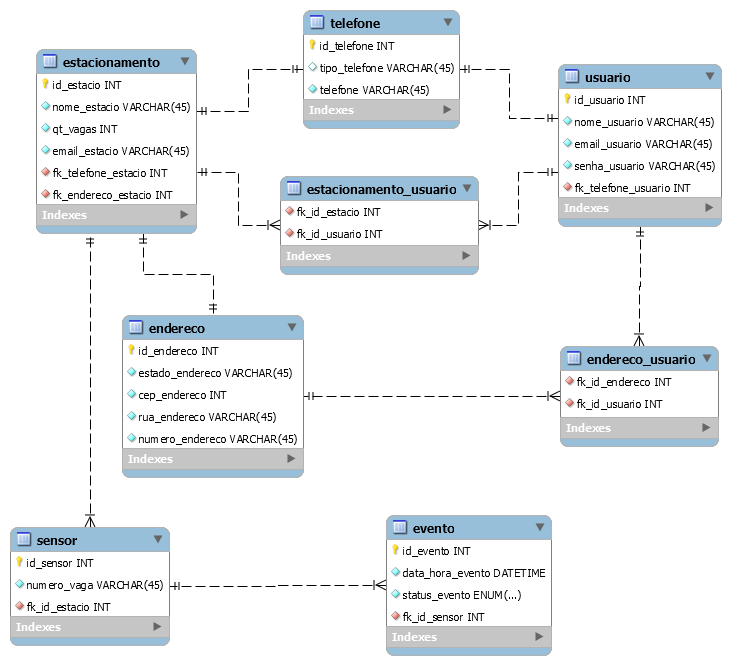 telefone
id_telefone INT
tipo_telefone VARCHAR(45)
telefone VARCHAR(45)
Indexes
estacionamento
id_estacio INT
nome_estacio VARCHAR(45)
qt_vagas INT
email_estacio VARCHAR(45)
fk_telefone_estacio INT
fk_endereco_estacio INT
Indexes
usuario
id_usuario INT
nome_usuario VARCHAR(45)
email_usuario VARCHAR(45)
senha_usuario VARCHAR(45)
fk_telefone_usuario INT
Indexes
estacionamento_usuario
fk_id_estacio INT
fk_id_usuario INT
Indexes
endereco
id_endereco INT
estado_endereco VARCHAR(45)
cep_endereco INT
rua_endereco VARCHAR(45)
numero_endereco VARCHAR(45)
Indexes
endereco_usuario
fk_id_endereco INT
fk_id_usuario INT
Indexes
sensor
id_sensor INT
numero_vaga VARCHAR(45)
fk_id_estacio INT
Indexes
evento
id_evento INT
data_hora_evento DATETIME
status_evento ENUM(...)
fk_id_sensor INT
Indexes